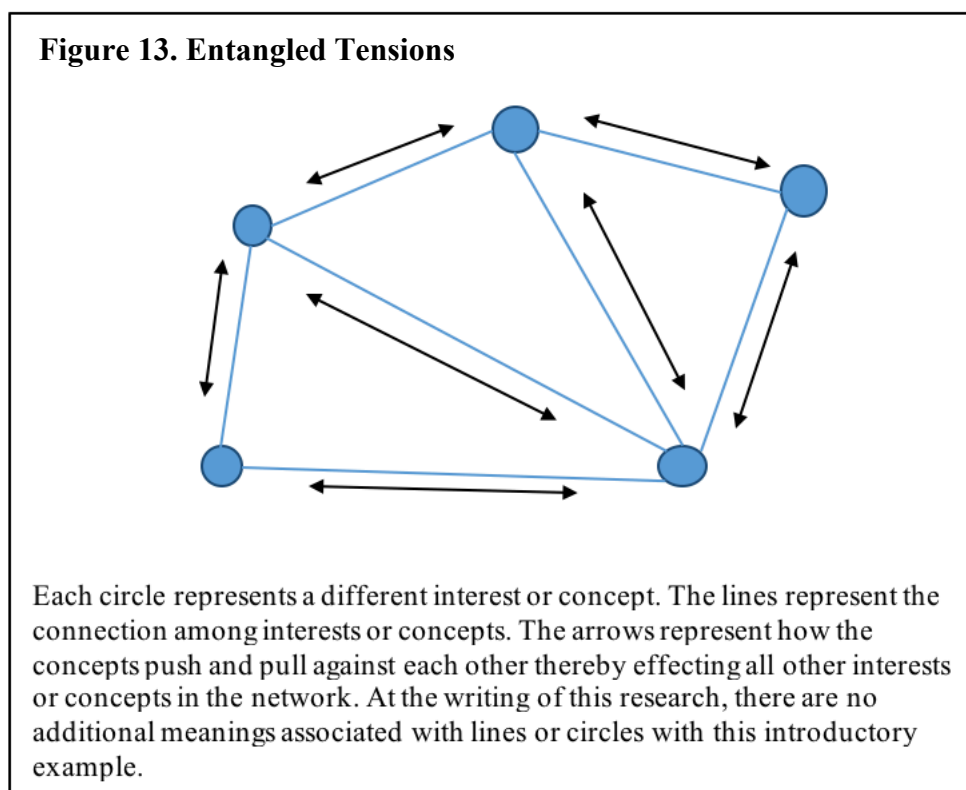 Figure 13. Entangled Tensions
Each circle represents a different interest or concept. The lines represent the
connection among interests or concepts. The arrows represent how the
concepts push and pull against each other thereby effecting all other interests
or concepts in the network. At the writing of this research, there are no
additional meanings associated with lines or circles with this introductory
example.